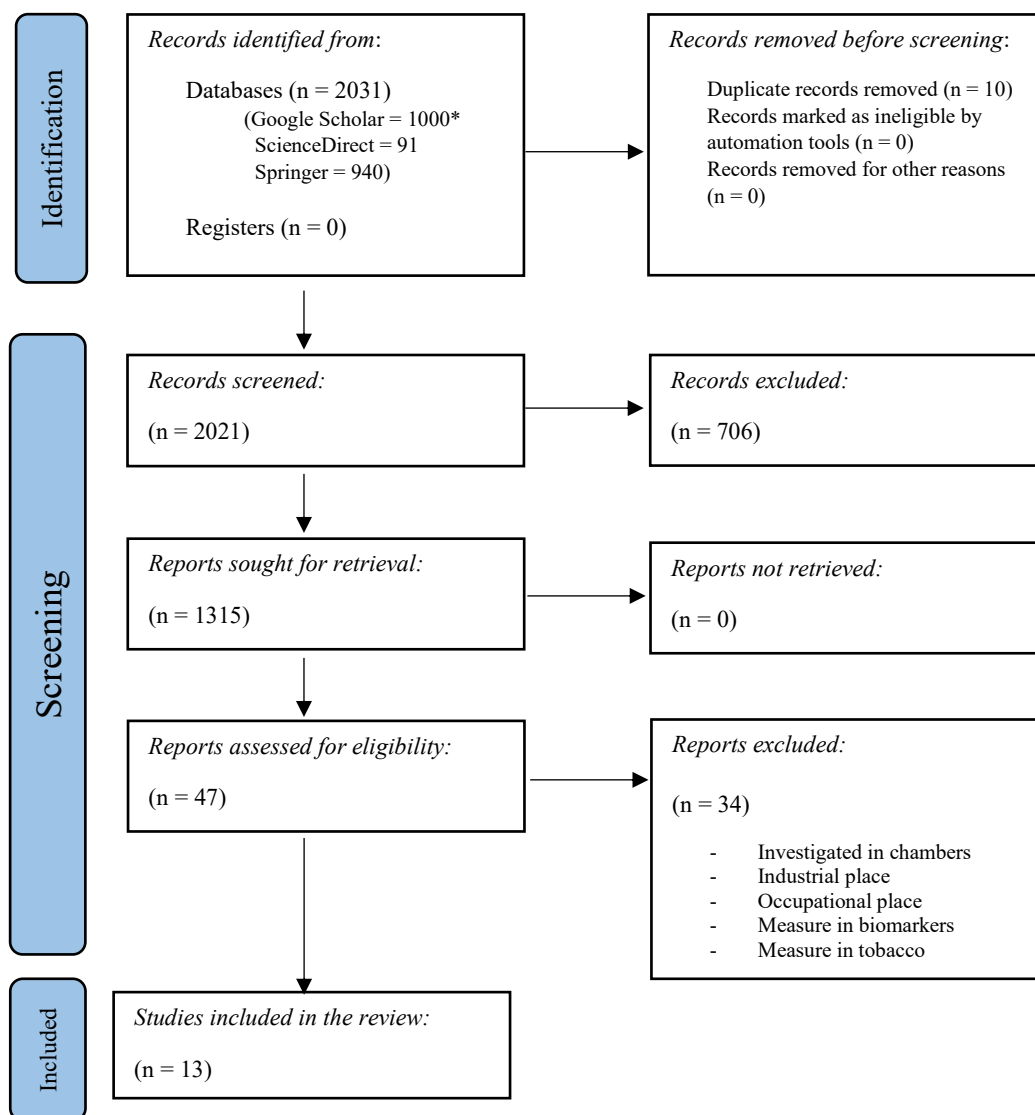 Identification
Records identified from:
Databases (n = 2031)
(Google Scholar = 1000*
ScienceDirect = 91
Springer = 940)
Registers (n = 0)
Records removed before screening:
Duplicate records removed (n = 10)
Records marked as ineligible by
automation tools (n = 0)
Records removed for other reasons
(n = 0)
Screening
Records screened:
(n = 2021)
Records excluded:
(n = 706)
Reports sought for retrieval:
(n = 1315)
Reports not retrieved:
(n = 0)
Reports assessed for eligibility:
(n = 47)
Reports excluded:
(n = 34)
- Investigated in chambers
- Industrial place
- Occupational place
- Measure in biomarkers
- Measure in tobacco
Included
Studies included in the review:
(n = 13)